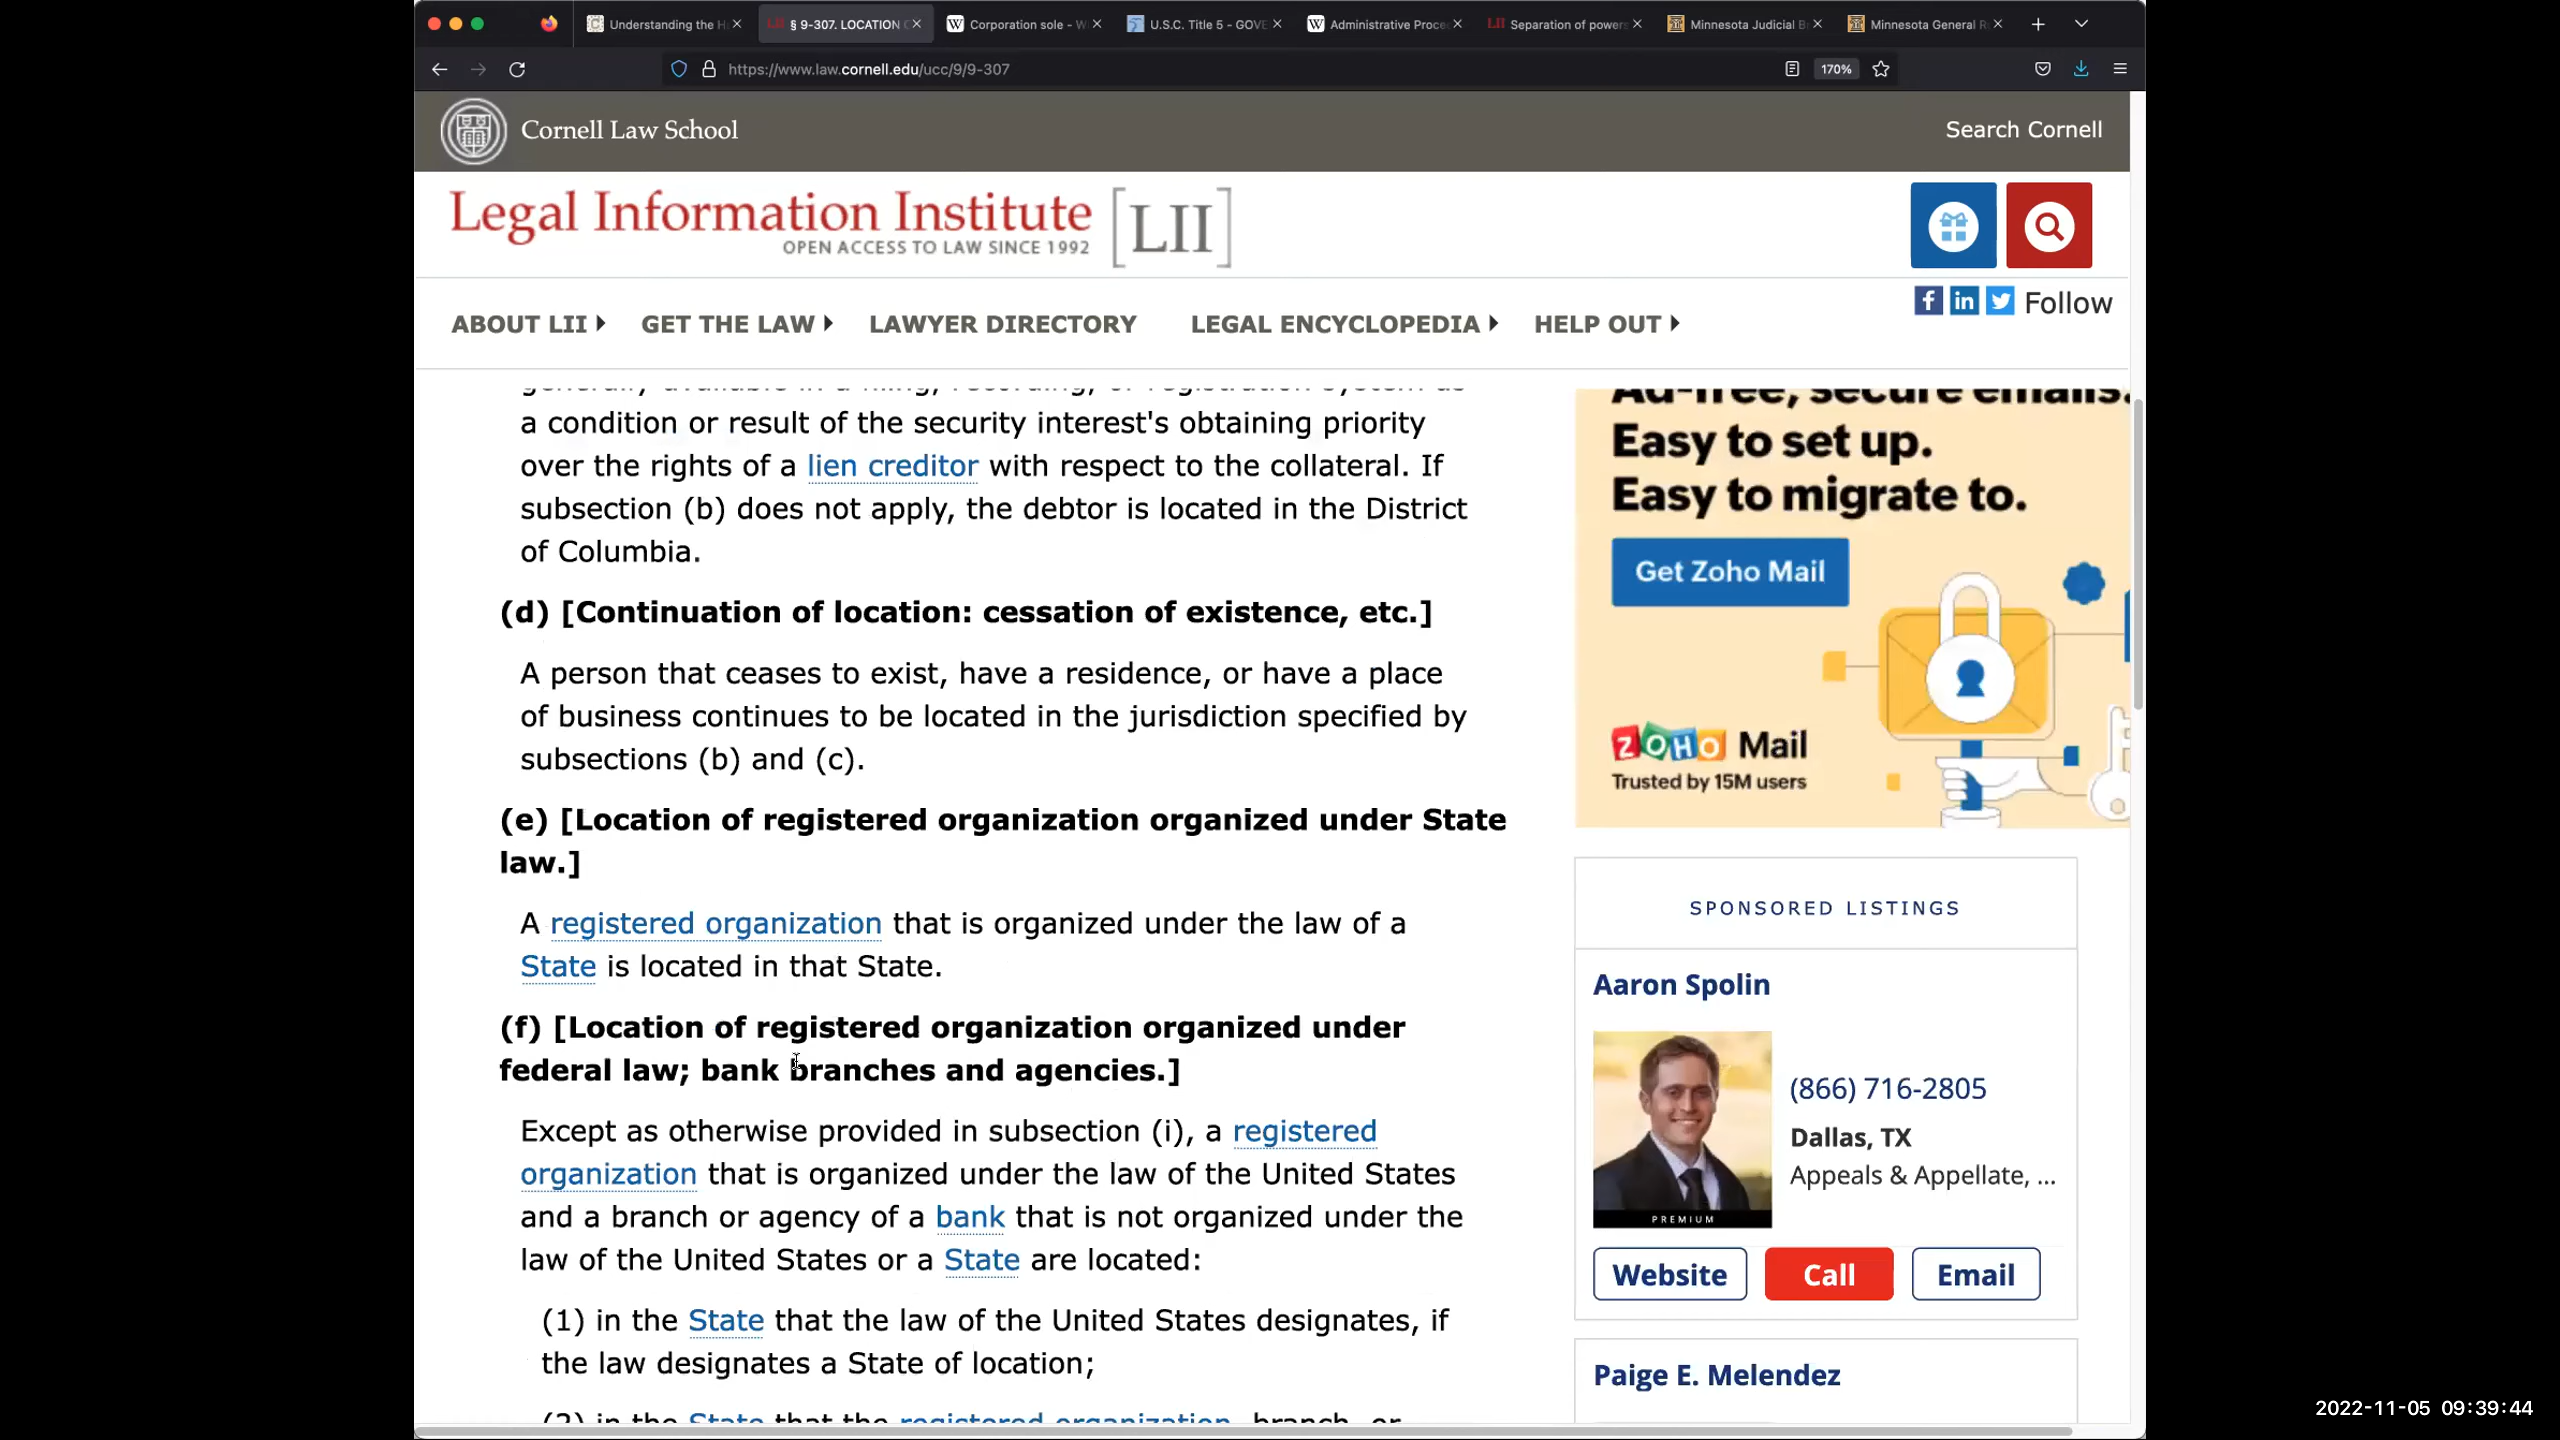 Understanding the H
§ 9-307. LOCATION
Corporation sole - W
U.S.C. Title 5 - GOVE
Administrative Proce
Separation of powers
Minnesota Judicial B
Minnesota General R
https://www.law.cornell.edu/ucc/9/9-307
170%
Cornell Law School
Search Cornell
Legal Information Institute [LII]
OPEN ACCESS TO LAW SINCE 1992
Follow
ABOUT LII
GET THE LAW
LAWYER DIRECTORY
LEGAL ENCYCLOPEDIA
HELP OUT
generally available in a filing, recording, or registration system as
a condition or result of the security interest's obtaining priority
over the rights of a lien creditor with respect to the collateral. If
subsection (b) does not apply, the debtor is located in the District
of Columbia.
(d) [Continuation of location: cessation of existence, etc.]
A person that ceases to exist, have a residence, or have a place
of business continues to be located in the jurisdiction specified by
subsections (b) and (c).
(e) [Location of registered organization organized under State
law.]
A registered organization that is organized under the law of a
State is located in that State.
(f) [Location of registered organization organized under
federal law; bank branches and agencies.]
Except as otherwise provided in subsection (i), a registered
organization that is organized under the law of the United States
and a branch or agency of a bank that is not organized under the
law of the United States or a State are located:
(1) in the State that the law of the United States designates, if
the law designates a State of location;
(2) in the State that the registered organization, branch, or
Ad-free, secure emails.
Easy to set up.
Easy to migrate to.
Get Zoho Mail
ZOHO Mail
Trusted by 15M users
SPONSORED LISTINGS
Aaron Spolin
PREMIUM
(866) 716-2805
Dallas, TX
Appeals & Appellate, ...
Website
Call
Email
Paige E. Melendez
2022-11-05 09:39:44